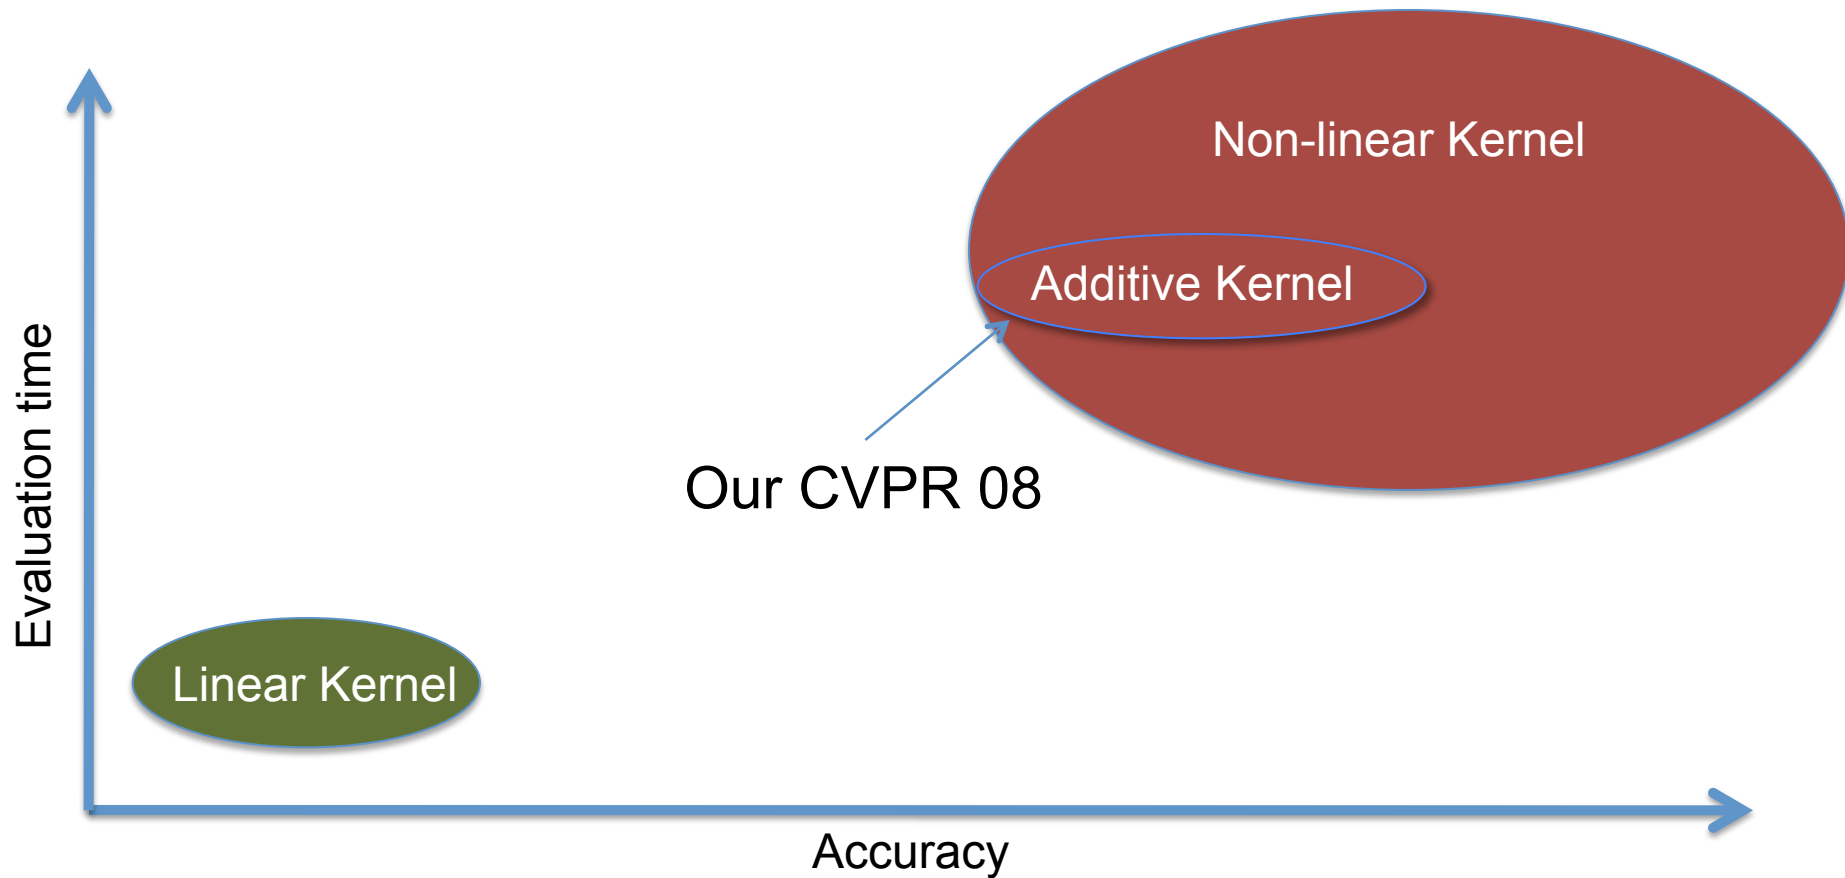 Non-linear Kernel
Additive Kernel
Evaluation time
Our CVPR 08
Linear Kernel
Accuracy